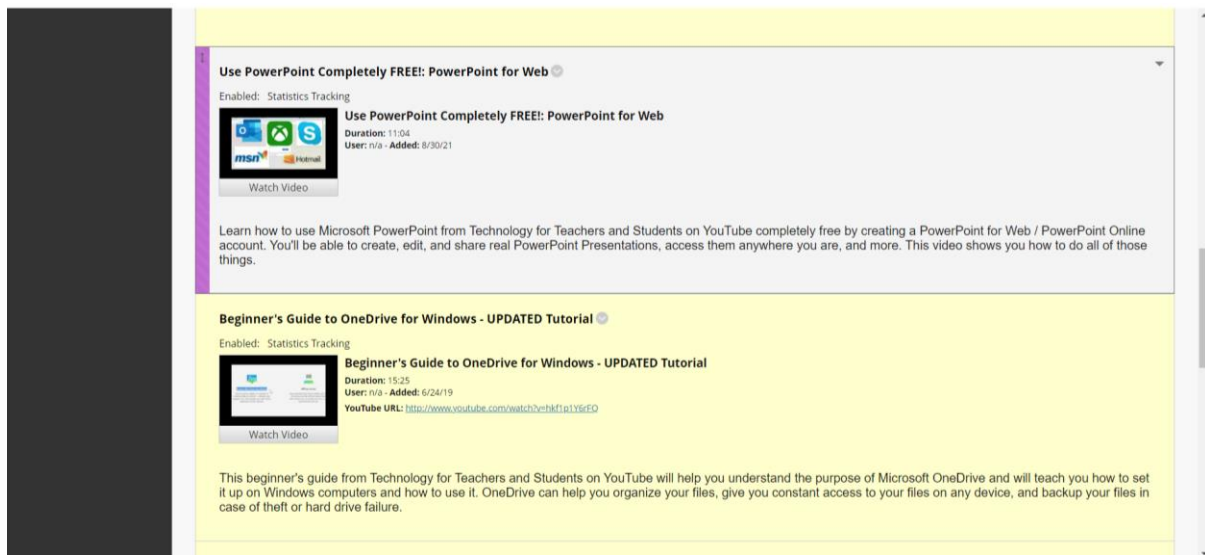 Use PowerPoint Completely FREE!: PowerPoint for Web
Enabled: Statistics Tracking
Use PowerPoint Completely FREE!: PowerPoint for Web
Duration: 11:04
User: n/a - Added: 8/30/21
msn Hotmail
Watch Video
Learn how to use Microsoft PowerPoint from Technology for Teachers and Students on YouTube completely free by creating a PowerPoint for Web / PowerPoint Online
account. You'll be able to create, edit, and share real PowerPoint Presentations, access them anywhere you are, and more. This video shows you how to do all of those
things.
Beginner's Guide to OneDrive for Windows - UPDATED Tutorial
Enabled: Statistics Tracking
Beginner's Guide to OneDrive for Windows - UPDATED Tutorial
Duration: 15:25
User: n/a - Added: 6/24/19
YouTube URL: http://www.youtube.com/watch?v=hkf1p1Y6rFQ
Watch Video
This beginner's guide from Technology for Teachers and Students on YouTube will help you understand the purpose of Microsoft OneDrive and will teach you how to set
it up on Windows computers and how to use it. OneDrive can help you organize your files, give you constant access to your files on any device, and backup your files in
case of theft or hard drive failure.